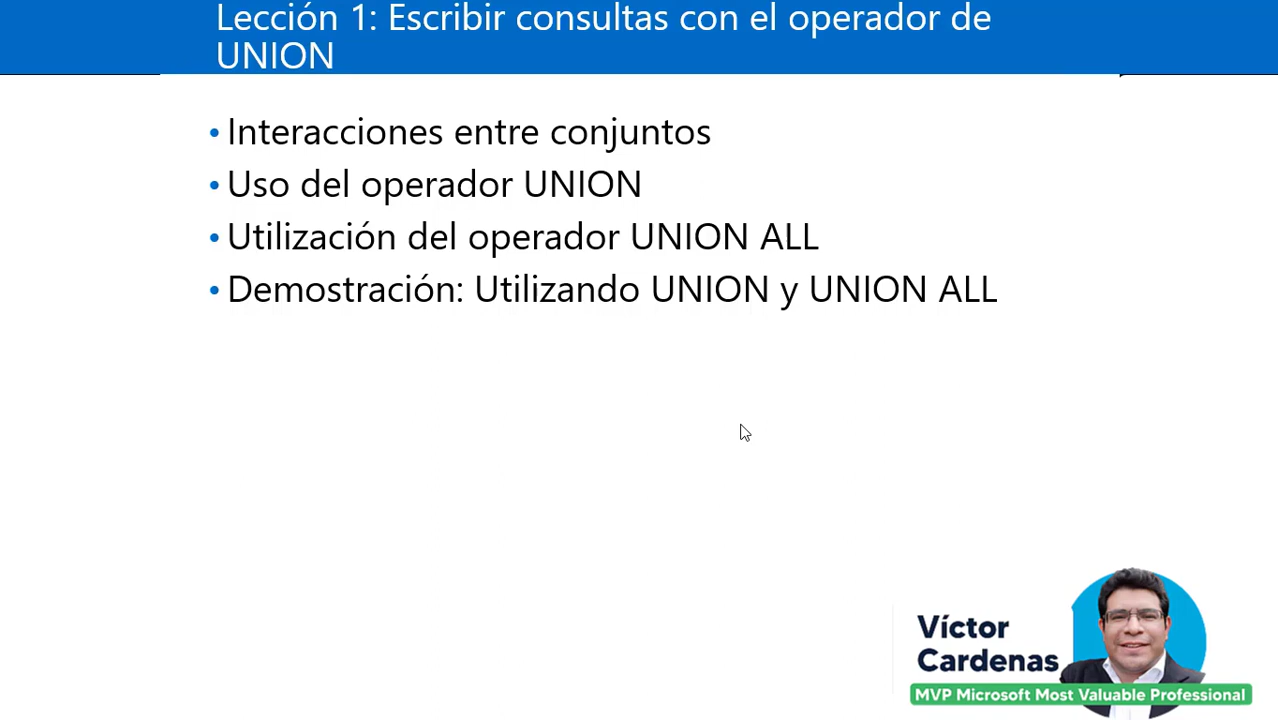 Lección 1: Escribir consultas con el operador de
UNION
• Interacciones entre conjuntos
• Uso del operador UNION
• Utilización del operador UNION ALL
• Demostración: Utilizando UNION y UNION ALL
Víctor
Cardenas
MVP Microsoft Most Valuable Professional